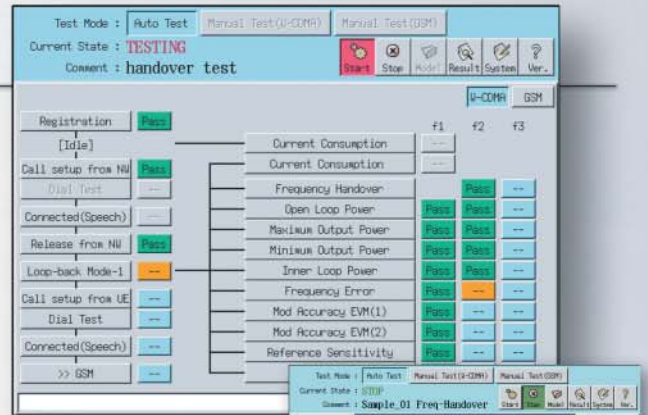 Test Mode : Auto Test Manual Test(W-CDMA) Manual Test(GSM)
Current State : TESTING
Comment : handover test
Start Stop Model Result System Ver.
W-CDMA GSM
f1 f2 f3
Registration Pass
[Idle] Current Consumption --
Current Consumption --
Call setup from NW Pass
Dial Test -- Frequency Handover Pass --
Connected(Speech) -- Open Loop Power Pass Pass --
Maximum Output Power Pass Pass --
Release from NW Pass Minimum Output Power Pass Pass --
Loop-back Mode-1 -- Inner Loop Power Pass Pass --
Call setup from UE -- Frequency Error Pass -- --
Dial Test -- Mod Accuracy EVM(1) Pass -- --
Connected(Speech) -- Mod Accuracy EVM(2) Pass -- --
Reference Sensitivity Pass -- --
>> GSM --
Test Mode : Auto Test Manual Test(W-CDMA) Manual Test(GSM)
Current State : STOP
Comment : Sample_01 Freq-Handover
Start Stop Model Result System Ver.